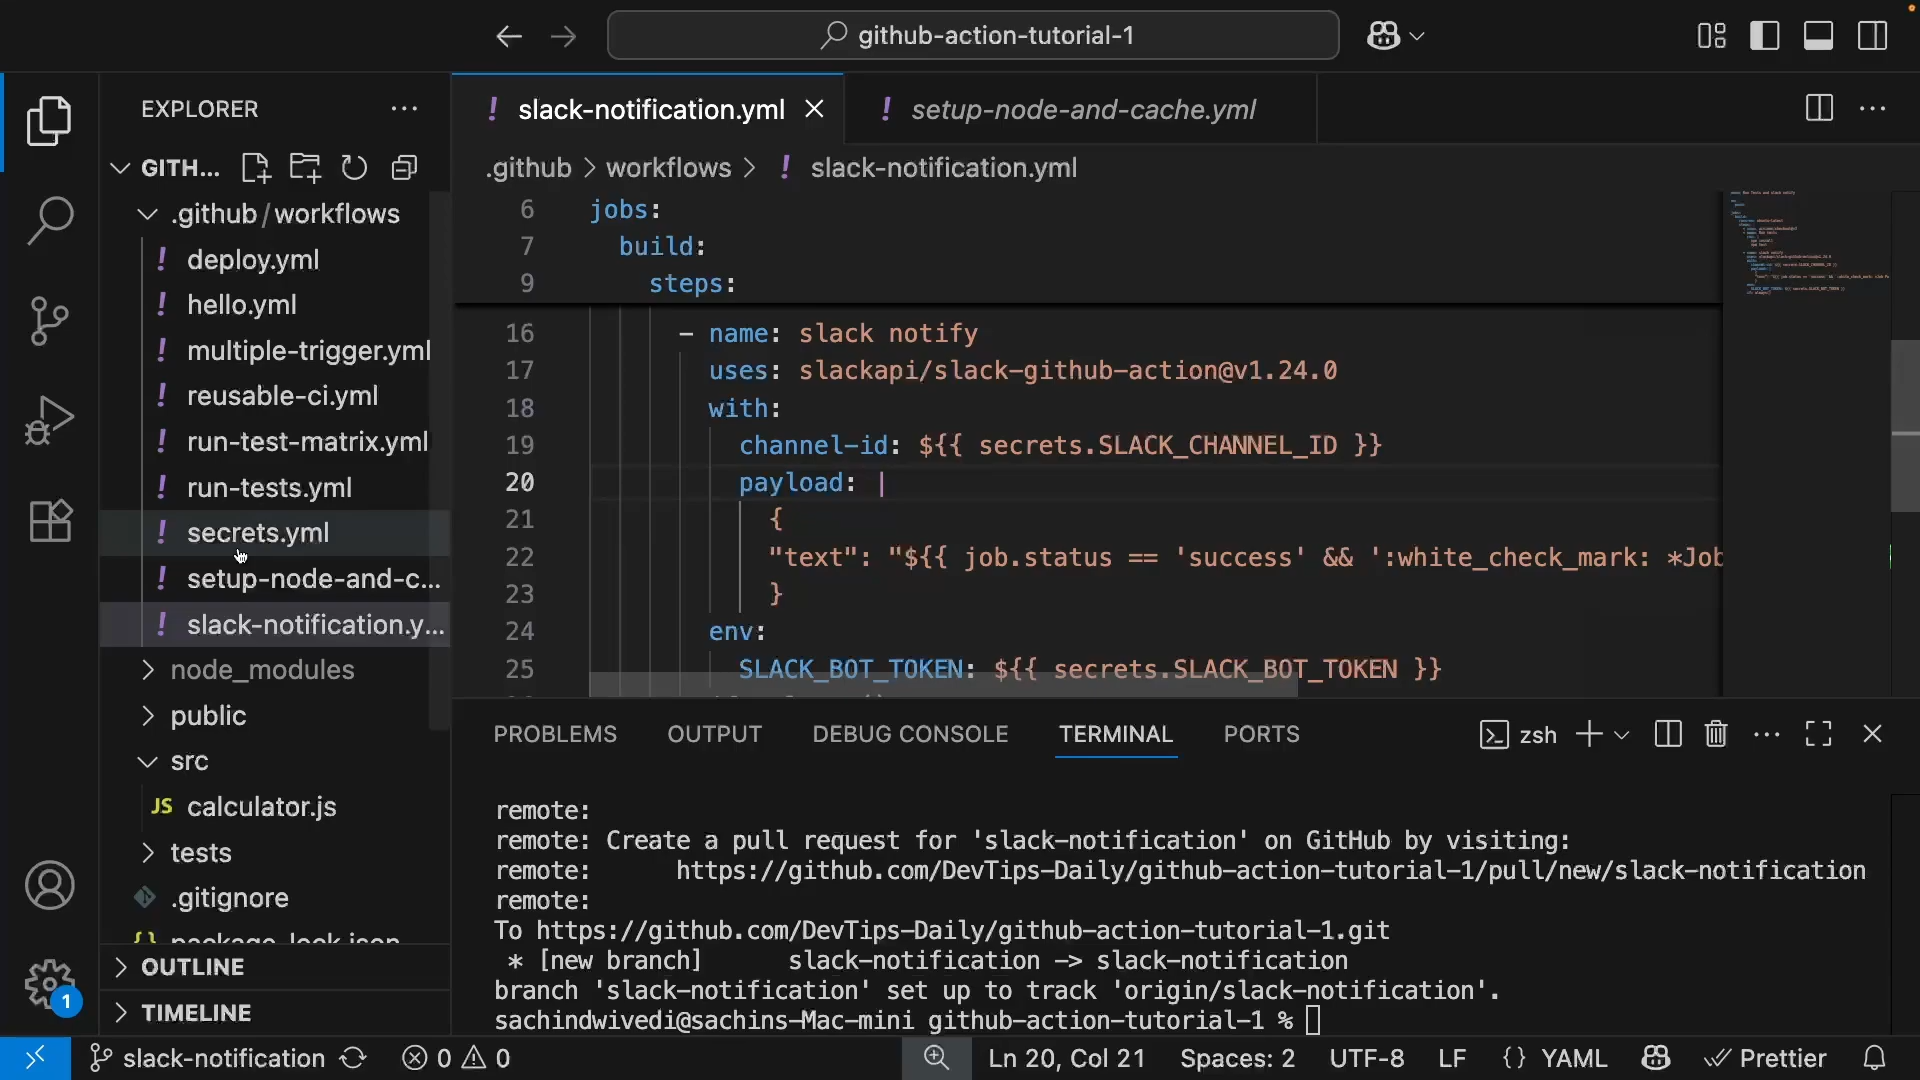 github-action-tutorial-1
EXPLORER
GITH...
.github/workflows
deploy.yml
hello.yml
multiple-trigger.yml
reusable-ci.yml
run-test-matrix.yml
run-tests.yml
secrets.yml
setup-node-and-c...
slack-notification.y...
node_modules
public
src
JS calculator.js
tests
.gitignore
package-lock.json
OUTLINE
TIMELINE
! slack-notification.yml
! setup-node-and-cache.yml
.github > workflows > ! slack-notification.yml
6 jobs:
7 build:
9 steps:
16 - name: slack notify
17 uses: slackapi/slack-github-action@v1.24.0
18 with:
19 channel-id: ${{ secrets.SLACK_CHANNEL_ID }}
20 payload: |
21 {
22 "text": "${{ job.status == 'success' && ':white_check_mark: *Job
23 }
24 env:
25 SLACK_BOT_TOKEN: ${{ secrets.SLACK_BOT_TOKEN }}
PROBLEMS OUTPUT DEBUG CONSOLE TERMINAL PORTS
zsh
remote:
remote: Create a pull request for 'slack-notification' on GitHub by visiting:
remote: https://github.com/DevTips-Daily/github-action-tutorial-1/pull/new/slack-notification
remote:
To https://github.com/DevTips-Daily/github-action-tutorial-1.git
* [new branch] slack-notification -> slack-notification
branch 'slack-notification' set up to track 'origin/slack-notification'.
sachindwivedi@sachins-Mac-mini github-action-tutorial-1 %
1
slack-notification 0 0 Ln 20, Col 21 Spaces: 2 UTF-8 LF {} YAML Prettier